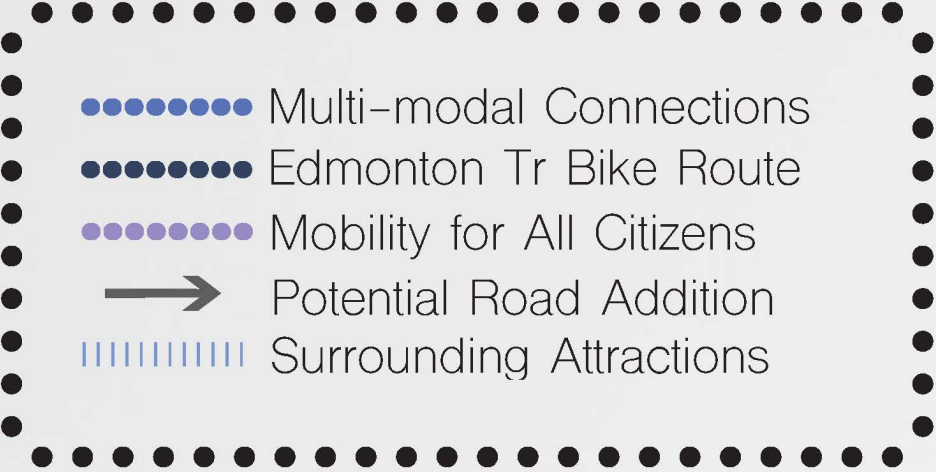 Multi-modal Connections
Edmonton Tr Bike Route
Mobility for All Citizens
Potential Road Addition
Surrounding Attractions